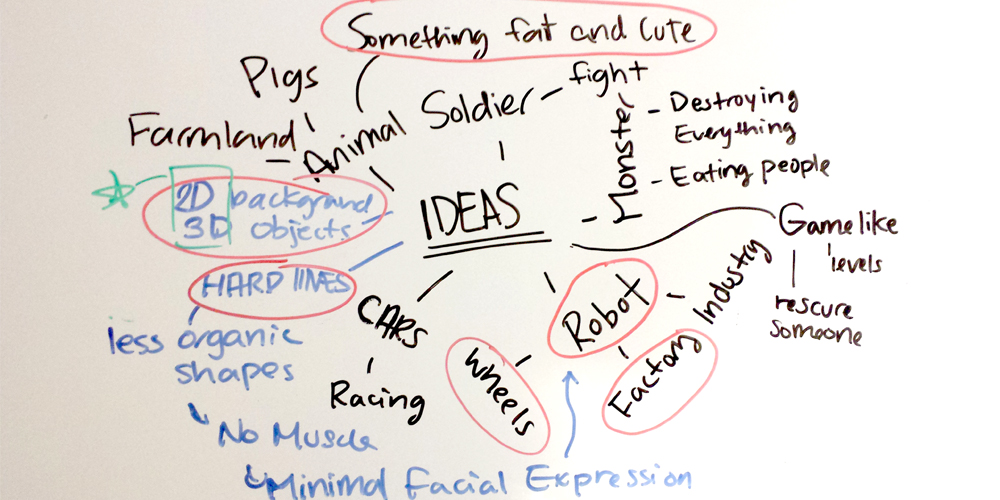 Something fat and Cute
Pigs
fight
Soldier
Farmland
Animal
Monster
Destroying
Everything
Eating people
2D background
3D objects
IDEAS
Gamelike
levels
rescure
someone
HARD lINES
less organic
shapes
No Muscle
Minimal Facial Expression
CARS
Racing
Wheels
Robot
Factory
Industry